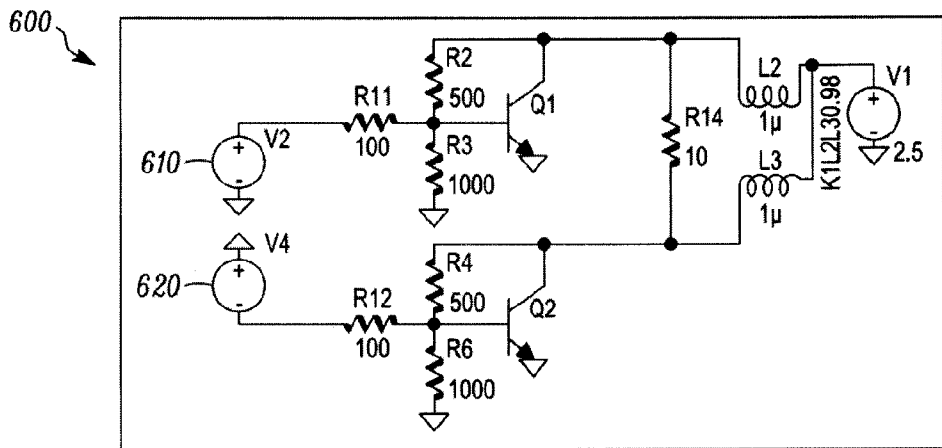 600
R2
500
Q1
R11
100
V2
+
-
610
R3
1000
R14
10
L2
1µ
K1L2L30.98
V1
+
-
2.5
L3
1µ
V4
+
-
620
R12
100
R4
500
Q2
R6
1000